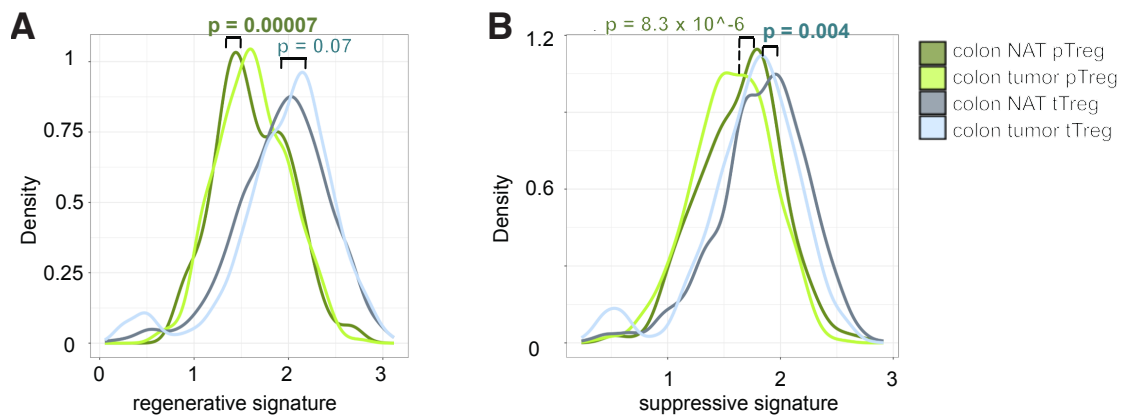 A
p = 0.00007
p = 0.07
1
0.75
0.5
0.25
0
Density
0
1
2
3
regenerative signature
B
p = 8.3 x 10^-6
p = 0.004
1.2
0.6
0
Density
1
2
3
suppressive signature
colon NAT pTreg
colon tumor pTreg
colon NAT tTreg
colon tumor tTreg